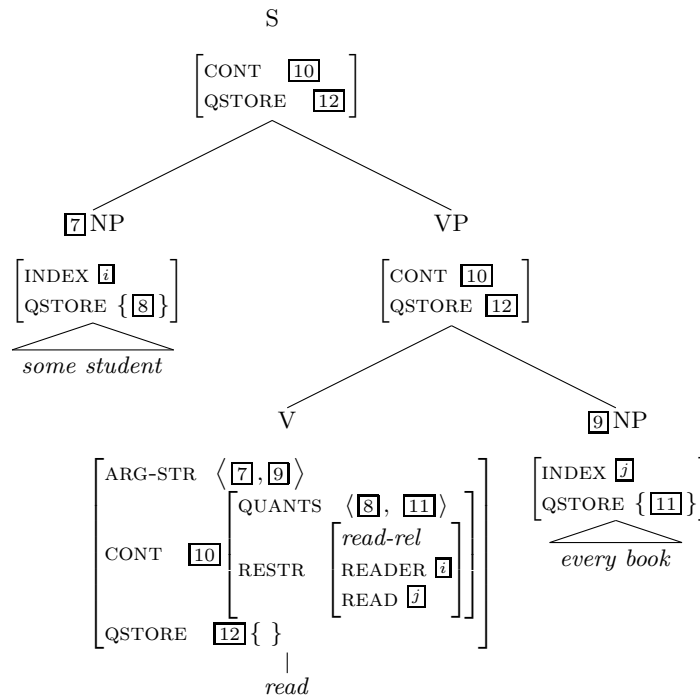 S
CONT 10
QSTORE 12
7 NP VP
INDEX i
QSTORE { 8 }
some student
CONT 10
QSTORE 12
V 9 NP
ARG-STR ⟨ 7 , 9 ⟩
CONT 10
QUANTS ⟨ 8 , 11 ⟩
RESTR
read-rel
READER i
READ j
QSTORE 12 { }
read
INDEX j
QSTORE { 11 }
every book